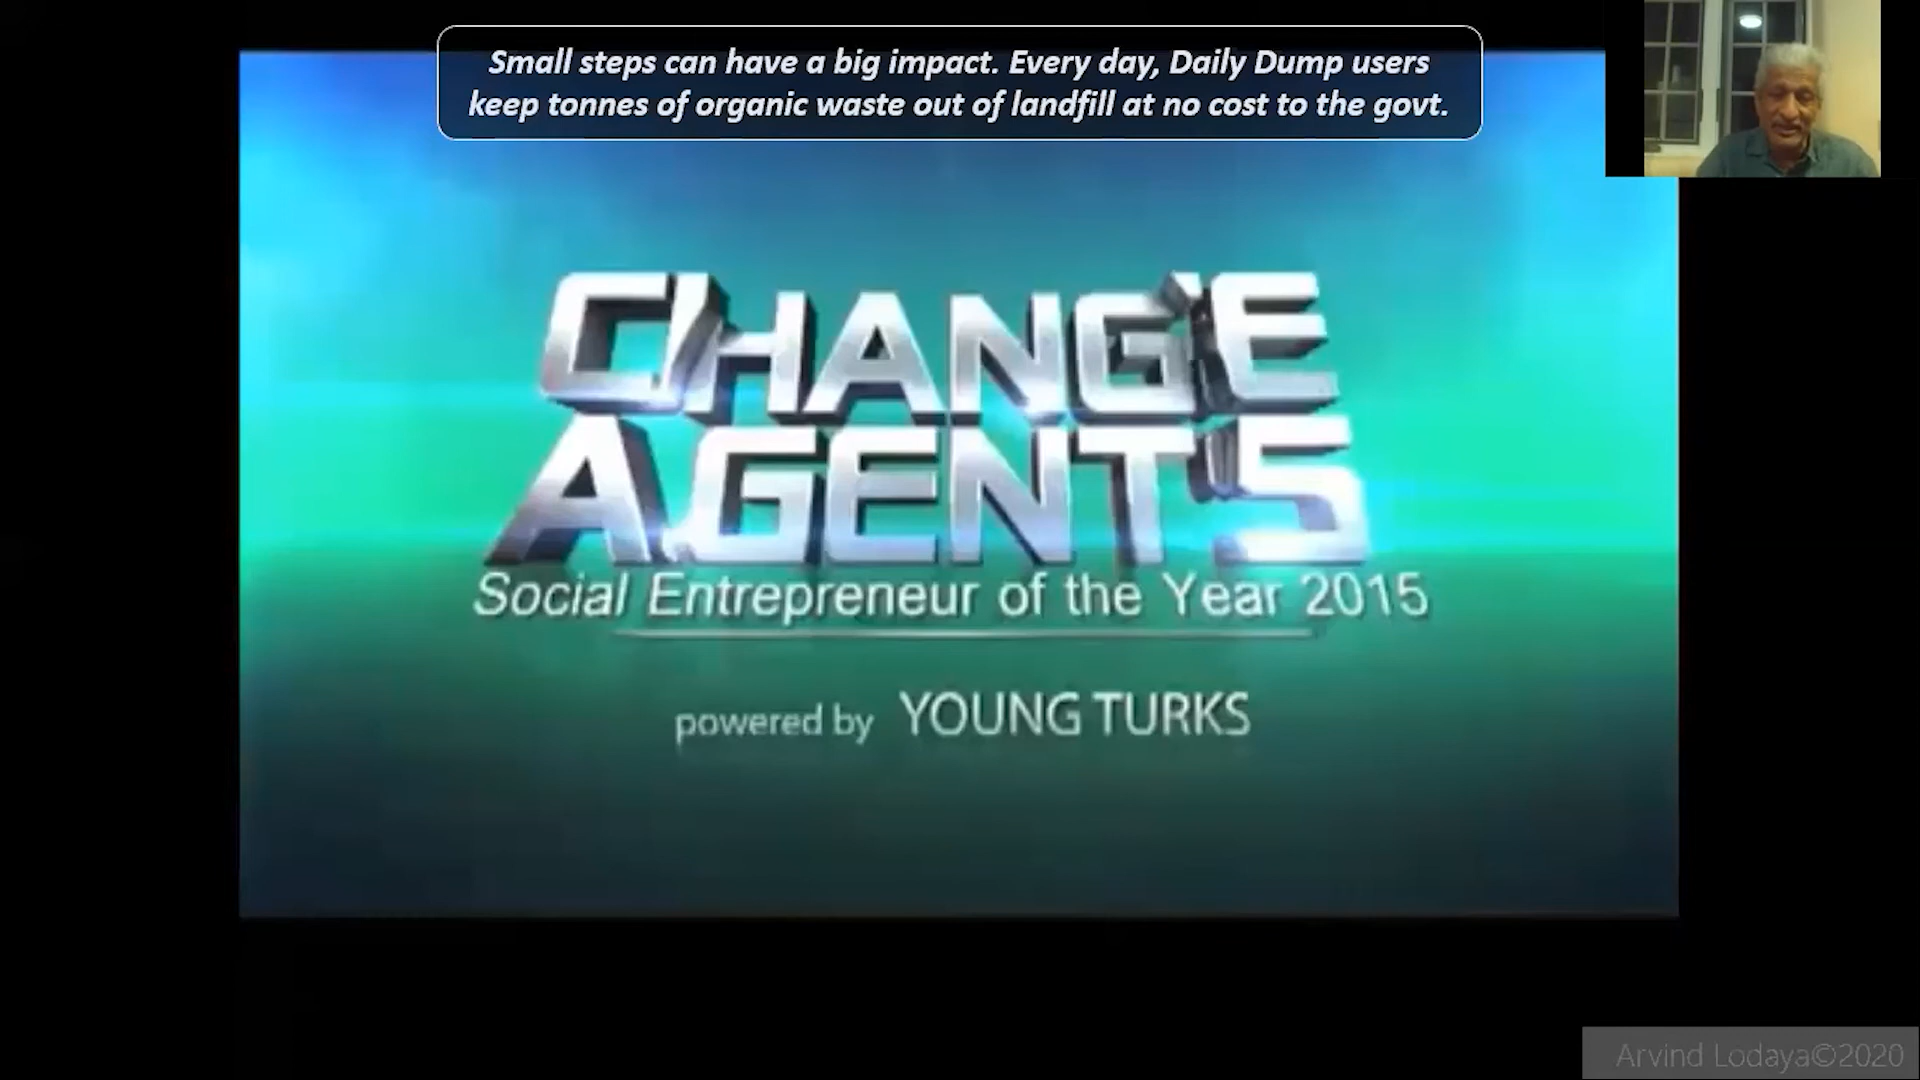 Small steps can have a big impact. Every day, Daily Dump users
keep tonnes of organic waste out of landfill at no cost to the govt.
CHANGE
AGENTS
Social Entrepreneur of the Year 2015
powered by YOUNG TURKS
Arvind Lodaya©2020